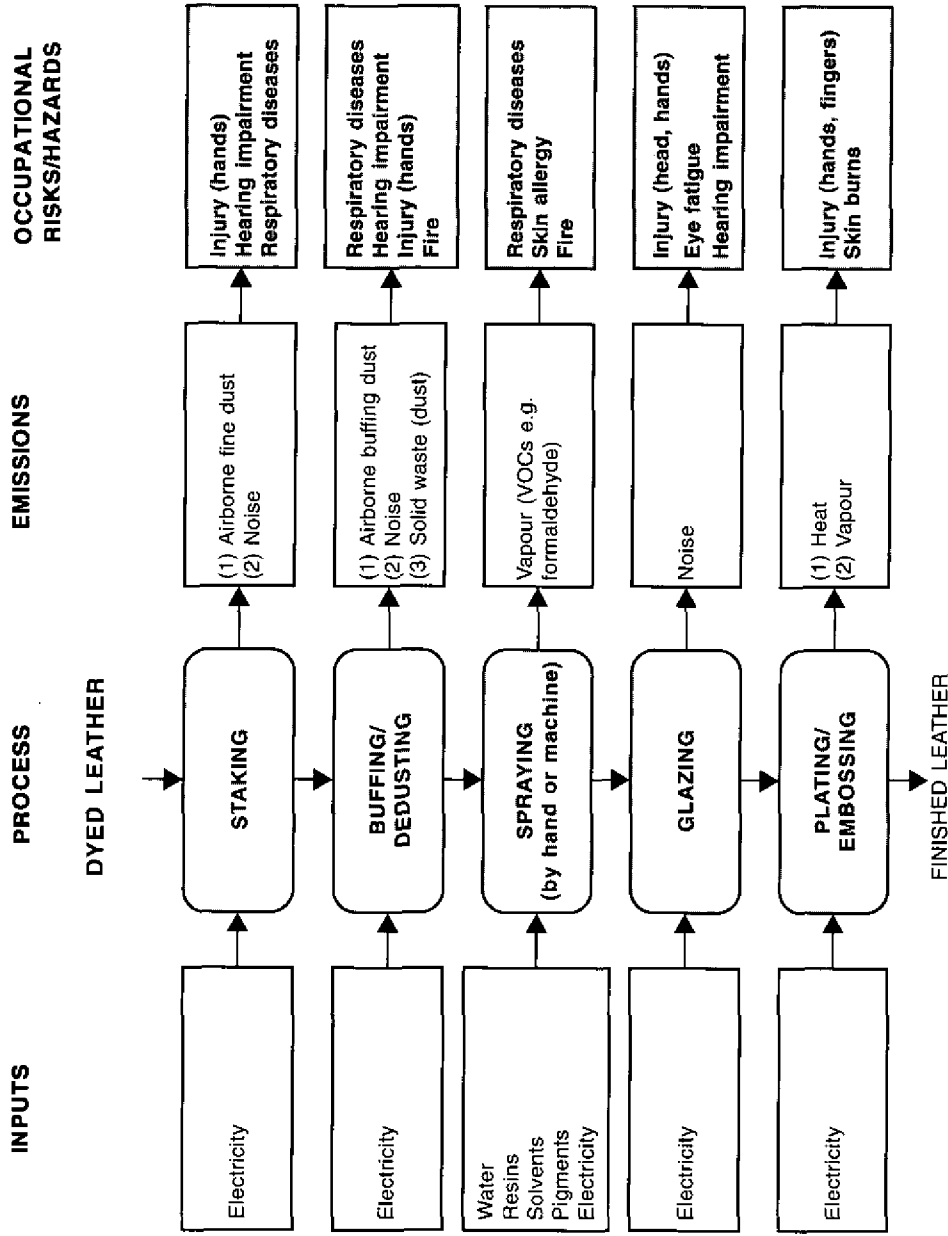 INPUTS
PROCESS
EMISSIONS
OCCUPATIONAL
RISKS/HAZARDS
DYED LEATHER
Electricity
STAKING
(1) Airborne fine dust
(2) Noise
Injury (hands)
Hearing impairment
Respiratory diseases
Electricity
BUFFING/
DEDUSTING
(1) Airborne buffing dust
(2) Noise
(3) Solid waste (dust)
Respiratory diseases
Hearing impairment
Injury (hands)
Fire
Water
Resins
Solvents
Pigments
Electricity
SPRAYING
(by hand or machine)
Vapour (VOCs e.g.
formaldehyde)
Respiratory diseases
Skin allergy
Fire
Electricity
GLAZING
Noise
Injury (head, hands)
Eye fatigue
Hearing impairment
Electricity
PLATING/
EMBOSSING
(1) Heat
(2) Vapour
Injury (hands, fingers)
Skin burns
FINISHED LEATHER